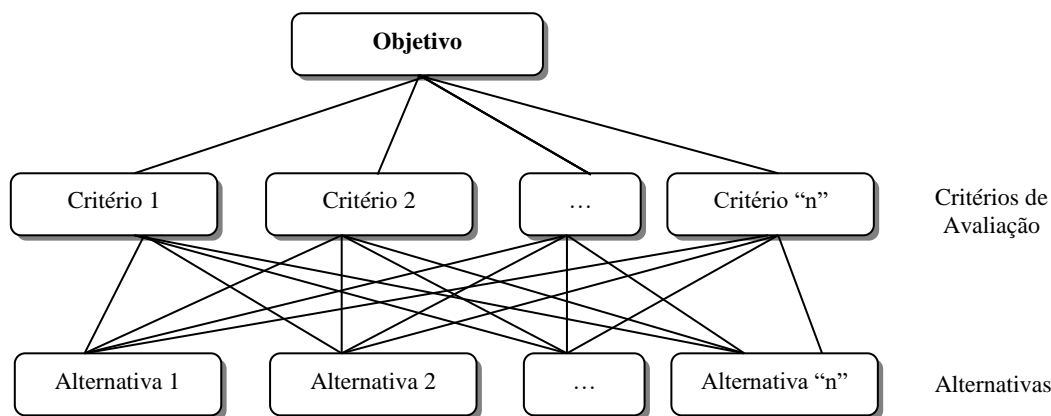 Objetivo
Critério 1
Critério 2
...
Critério “n”
Critérios de
Avaliação
Alternativa 1
Alternativa 2
...
Alternativa “n”
Alternativas